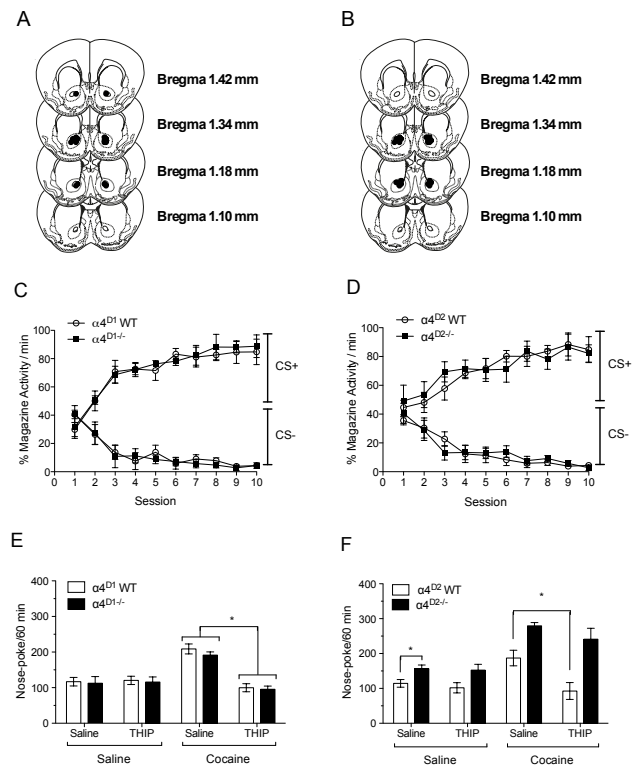 A
Bregma 1.42 mm
Bregma 1.34 mm
Bregma 1.18 mm
Bregma 1.10 mm
B
Bregma 1.42 mm
Bregma 1.34 mm
Bregma 1.18 mm
Bregma 1.10 mm
C
α4D1 WT
α4D1-/-
% Magazine Activity / min
100
80
60
40
20
0
0 1 2 3 4 5 6 7 8 9 10
Session
CS+
CS-
D
α4D2 WT
α4D2-/-
% Magazine Activity / min
100
80
60
40
20
0
0 1 2 3 4 5 6 7 8 9 10
Session
CS+
CS-
E
α4D1 WT
α4D1-/-
Nose-poke/60 min
400
300
200
100
0
*
Saline THIP Saline THIP
Saline Cocaine
F
α4D2 WT
α4D2-/-
Nose-poke/60 min
400
300
200
100
0
*
*
Saline THIP Saline THIP
Saline Cocaine